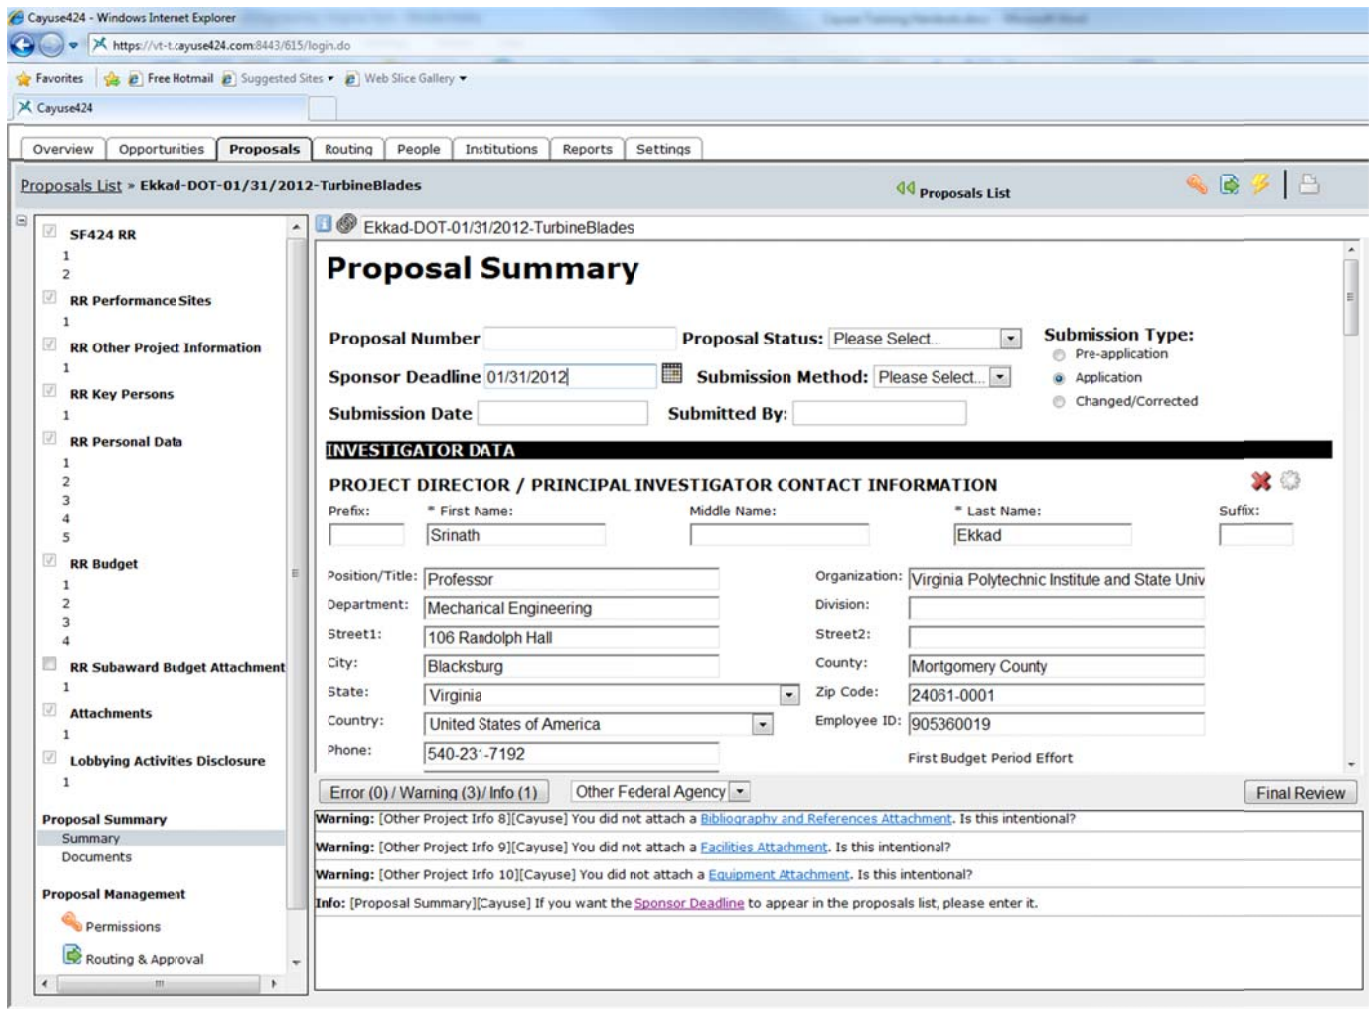 Cayuse424 - Windows Internet Explorer
https://vt-t.cayuse424.com:8443/615/login.do
Favorites Free Hotmail Suggested Sites Web Slice Gallery
Cayuse424
Overview Opportunities Proposals Routing People Institutions Reports Settings
Proposals List » Ekkad-DOT-01/31/2012-TurbineBlades Proposals List
SF424 RR
1
2
RR Performance Sites
1
RR Other Project Information
1
RR Key Persons
1
RR Personal Data
1
2
3
4
5
RR Budget
1
2
3
4
RR Subaward Budget Attachment
1
Attachments
1
Lobbying Activities Disclosure
1
Proposal Summary
Summary
Documents
Proposal Management
Permissions
Routing & Approval
Ekkad-DOT-01/31/2012-TurbineBlades
Proposal Summary
Proposal Number Proposal Status: Please Select... Submission Type:
Pre-application
Sponsor Deadline 01/31/2012 Submission Method: Please Select... Application
Changed/Corrected
Submission Date Submitted By:
INVESTIGATOR DATA
PROJECT DIRECTOR / PRINCIPAL INVESTIGATOR CONTACT INFORMATION
Prefix: * First Name: Middle Name: * Last Name: Suffix:
Srinath Ekkad
Position/Title: Professor Organization: Virginia Polytechnic Institute and State Univ
Department: Mechanical Engineering Division:
Street1: 106 Randolph Hall Street2:
City: Blacksburg County: Montgomery County
State: Virginia Zip Code: 24061-0001
Country: United States of America Employee ID: 905360019
Phone: 540-231-7192 First Budget Period Effort
Error (0) / Warning (3)/ Info (1) Other Federal Agency Final Review
Warning: [Other Project Info 8][Cayuse] You did not attach a Bibliography and References Attachment. Is this intentional?
Warning: [Other Project Info 9][Cayuse] You did not attach a Facilities Attachment. Is this intentional?
Warning: [Other Project Info 10][Cayuse] You did not attach a Equipment Attachment. Is this intentional?
Info: [Proposal Summary][Cayuse] If you want the Sponsor Deadline to appear in the proposals list, please enter it.